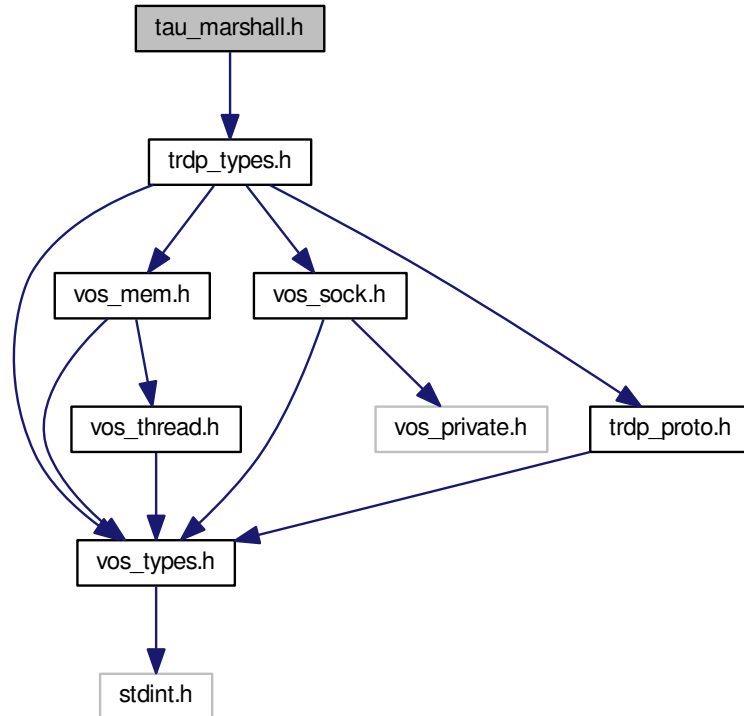 tau_marshall.h
trdp_types.h
vos_mem.h
vos_sock.h
vos_thread.h
vos_private.h
trdp_proto.h
vos_types.h
stdint.h